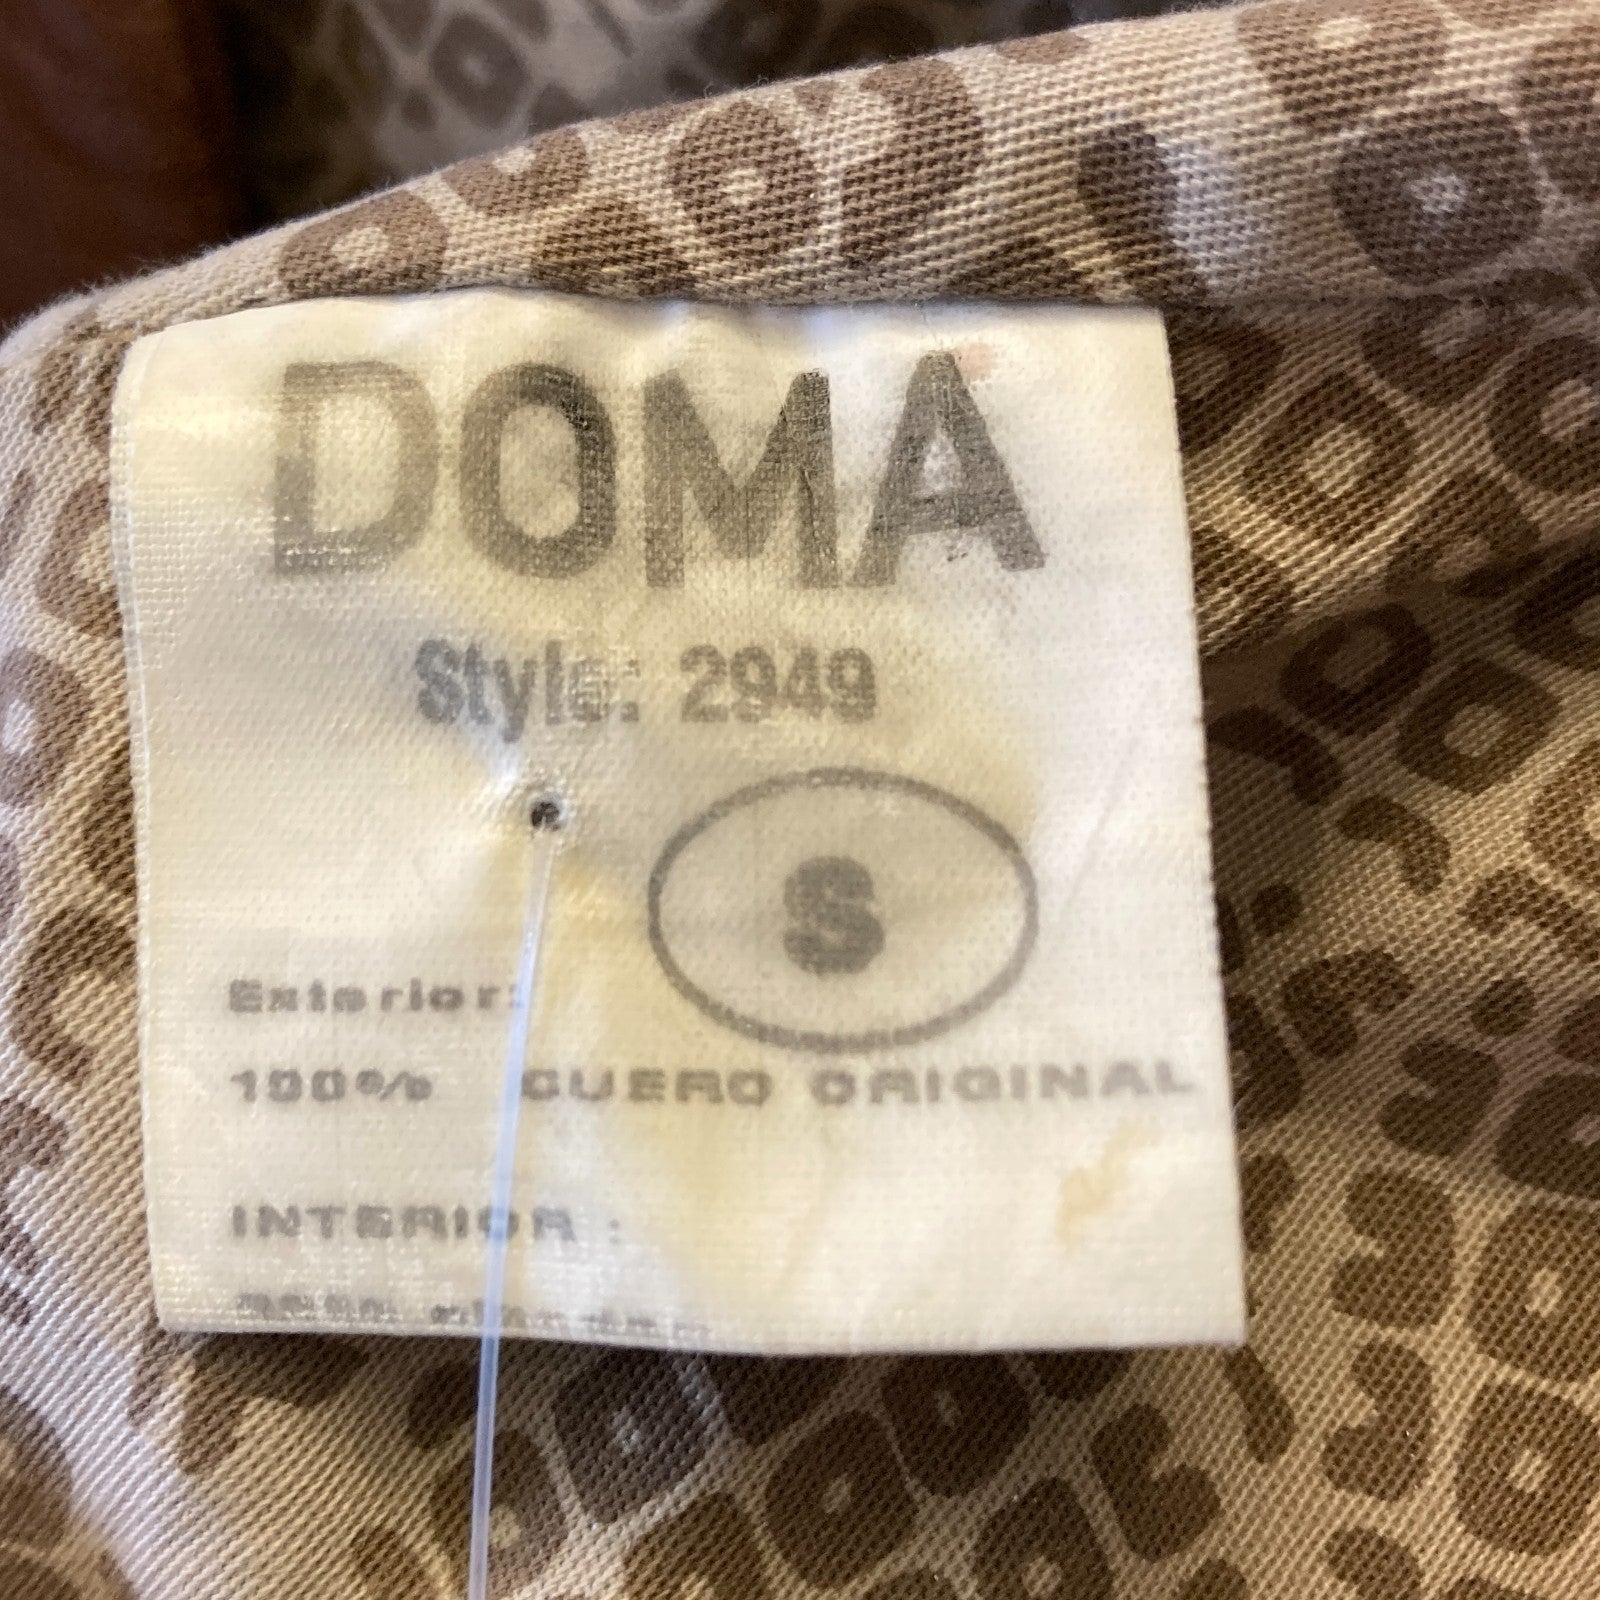 DOMA
Style: 2949
S
Exterior:
100% CUERO ORIGINAL
INTERIOR :